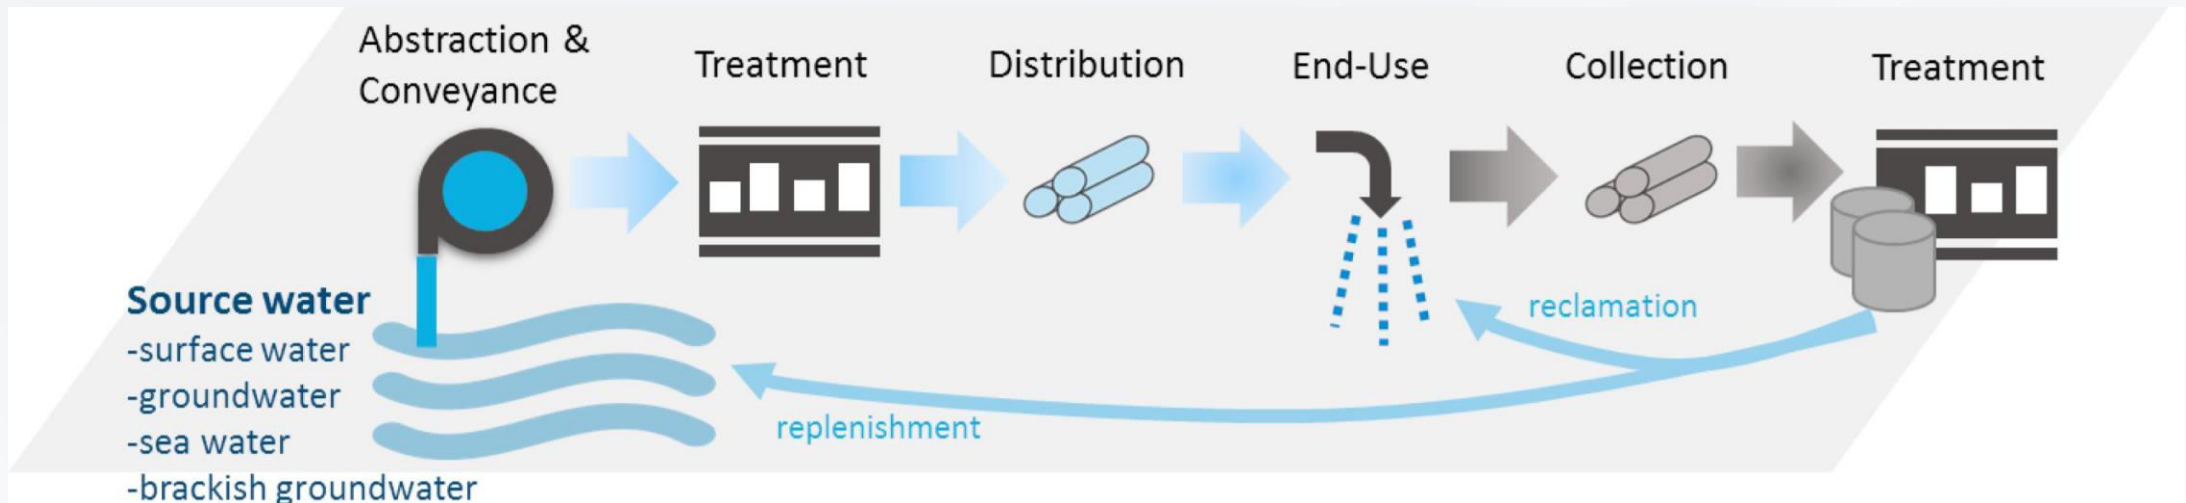 Abstraction &
Conveyance
Treatment
Distribution
End-Use
Collection
Treatment
Source water
-surface water
-groundwater
-sea water
-brackish groundwater
reclamation
replenishment